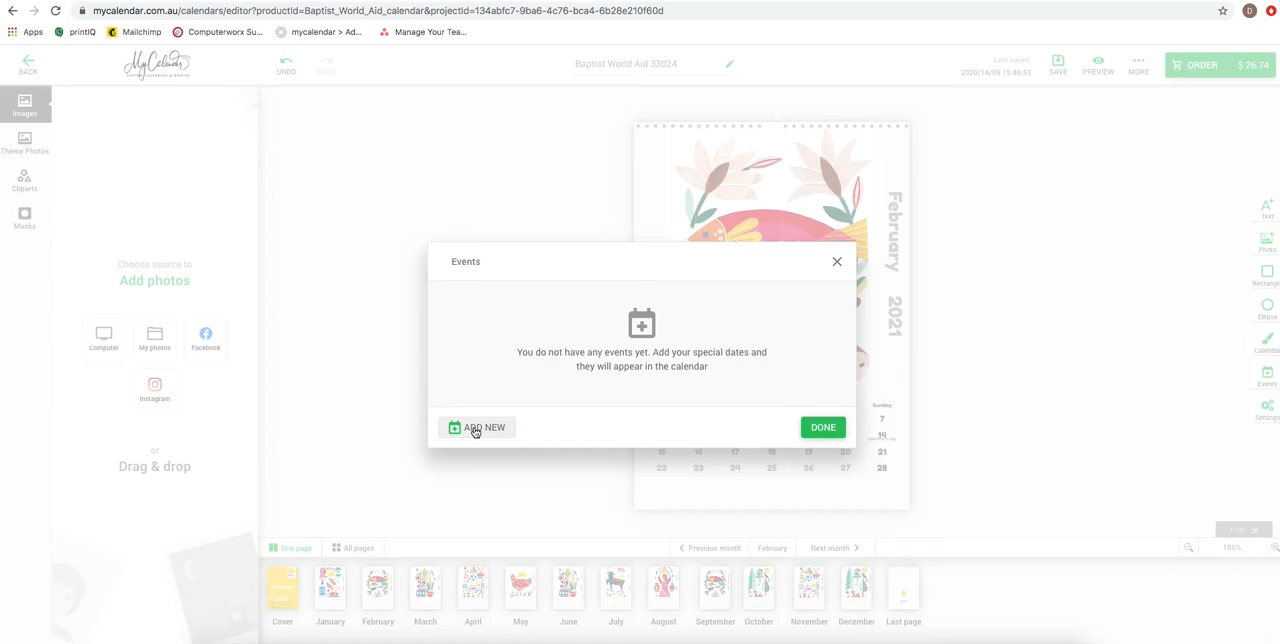 mycalendar.com.au/calendars/editor?productId=Baptist_World_Aid_calendar&projectId=134abfc7-9ba6-4c76-bca4-6b28e210f60d
D
Apps printIQ Mailchimp Computerworx Su... mycalendar > Ad... Manage Your Tea...
BACK
MyCalendar
UNDO
REDO
Baptist World Aid 33024
Last saved:
2020/14/09 15:46:53
SAVE
PREVIEW
MORE
ORDER $ 26.74
Images
Theme Photos
Cliparts
Masks
Choose source to
Add photos
Computer
My photos
Facebook
Instagram
or
Drag & drop
February 2021
Events
You do not have any events yet. Add your special dates and
they will appear in the calendar
ADD NEW
DONE
Sunday
7
14
15 16 17 18 19 20 21
22 23 24 25 26 27 28
Text
Photo
Rectangl
Ellipse
Calenda
Events
Settings
Hide
One page
All pages
Previous month
February
Next month
100%
Cover
January
February
March
April
May
June
July
August
September
October
November
December
Last page